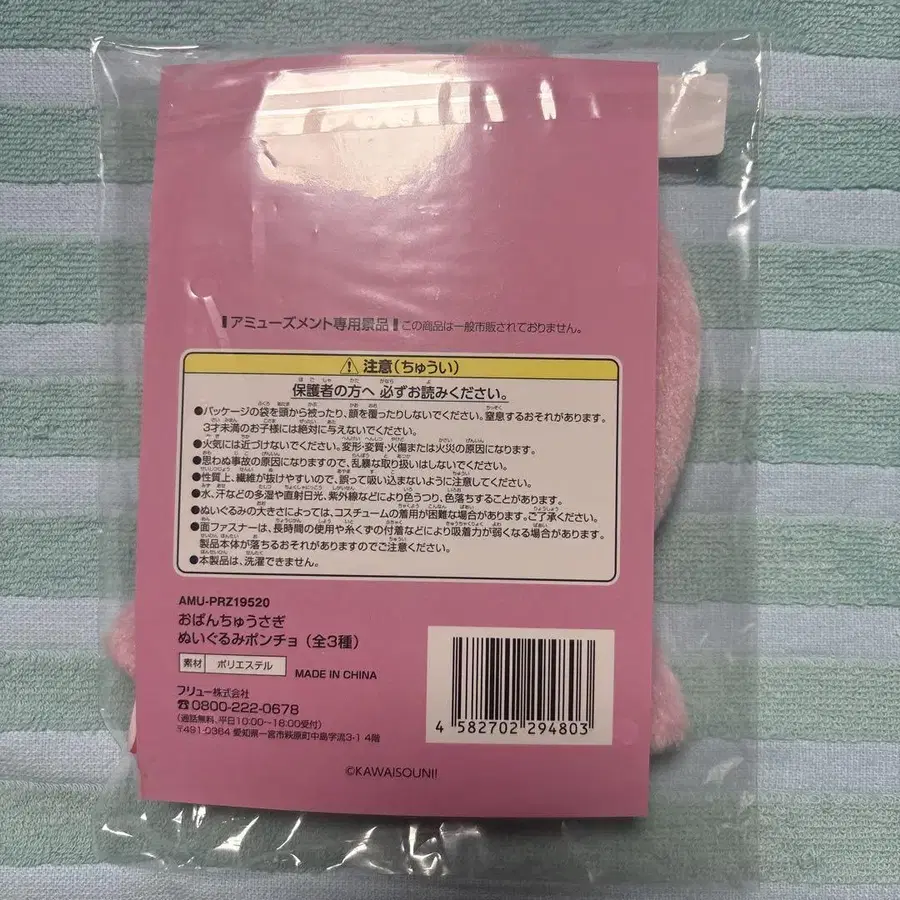 アミューズメント専用景品 この商品は一般市販されておりません。
⚠ 注意(ちゅうい)
保護者の方へ 必ずお読みください。
●パッケージの袋を頭から被ったり、顔を覆ったりしないでください。窒息するおそれがあります。
3才未満のお子様には絶対に与えないでください。
●火気には近づけないでください。変形・変質・火傷または火災の原因になります。
●思わぬ事故の原因になりますので、乱暴な取り扱いはしないでください。
●性質上、繊維が抜けやすいので、誤って吸い込まないように注意してください。
●水、汗などの多湿や直射日光、紫外線などにより色うつり、色落ちすることがあります。
●ぬいぐるみの大きさによっては、コスチュームの着用が困難な場合があります。ご了承ください。
●面ファスナーは、長時間の使用や糸くずの付着などにより吸着力が弱くなる場合があります。
製品本体が落ちるおそれがありますのでご注意ください。
●本製品は、洗濯できません。
AMU-PRZ19520
おぱんちゅうさぎ
ぬいぐるみポンチョ(全3種)
素材 ポリエステル
MADE IN CHINA
フリュー株式会社
☎0800-222-0678
(通話無料、平日10:00~18:00受付)
〒491-0364 愛知県一宮市萩原町中島字流3-1 4階
4 582702 294803
©KAWAISOUNI!